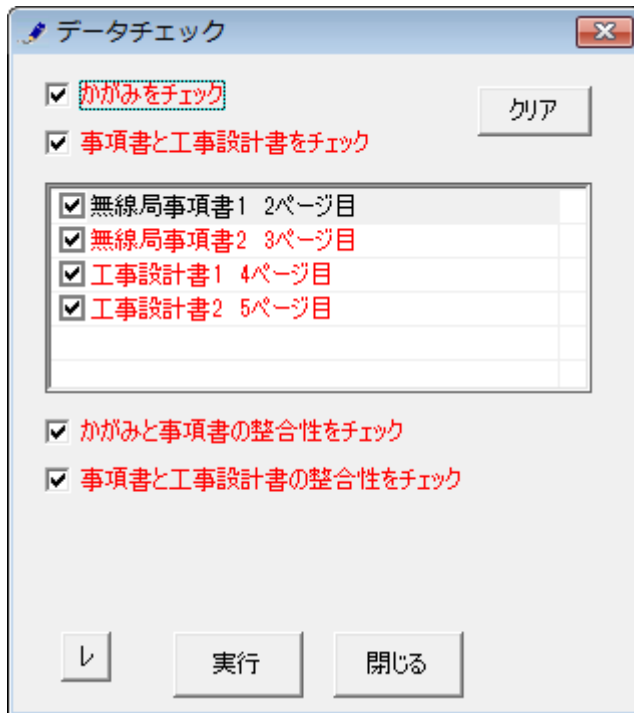 データチェック
かがみをチェック
クリア
事項書と工事設計書をチェック
無線局事項書1 2ページ目
無線局事項書2 3ページ目
工事設計書1 4ページ目
工事設計書2 5ページ目
かがみと事項書の整合性をチェック
事項書と工事設計書の整合性をチェック
レ
実行
閉じる